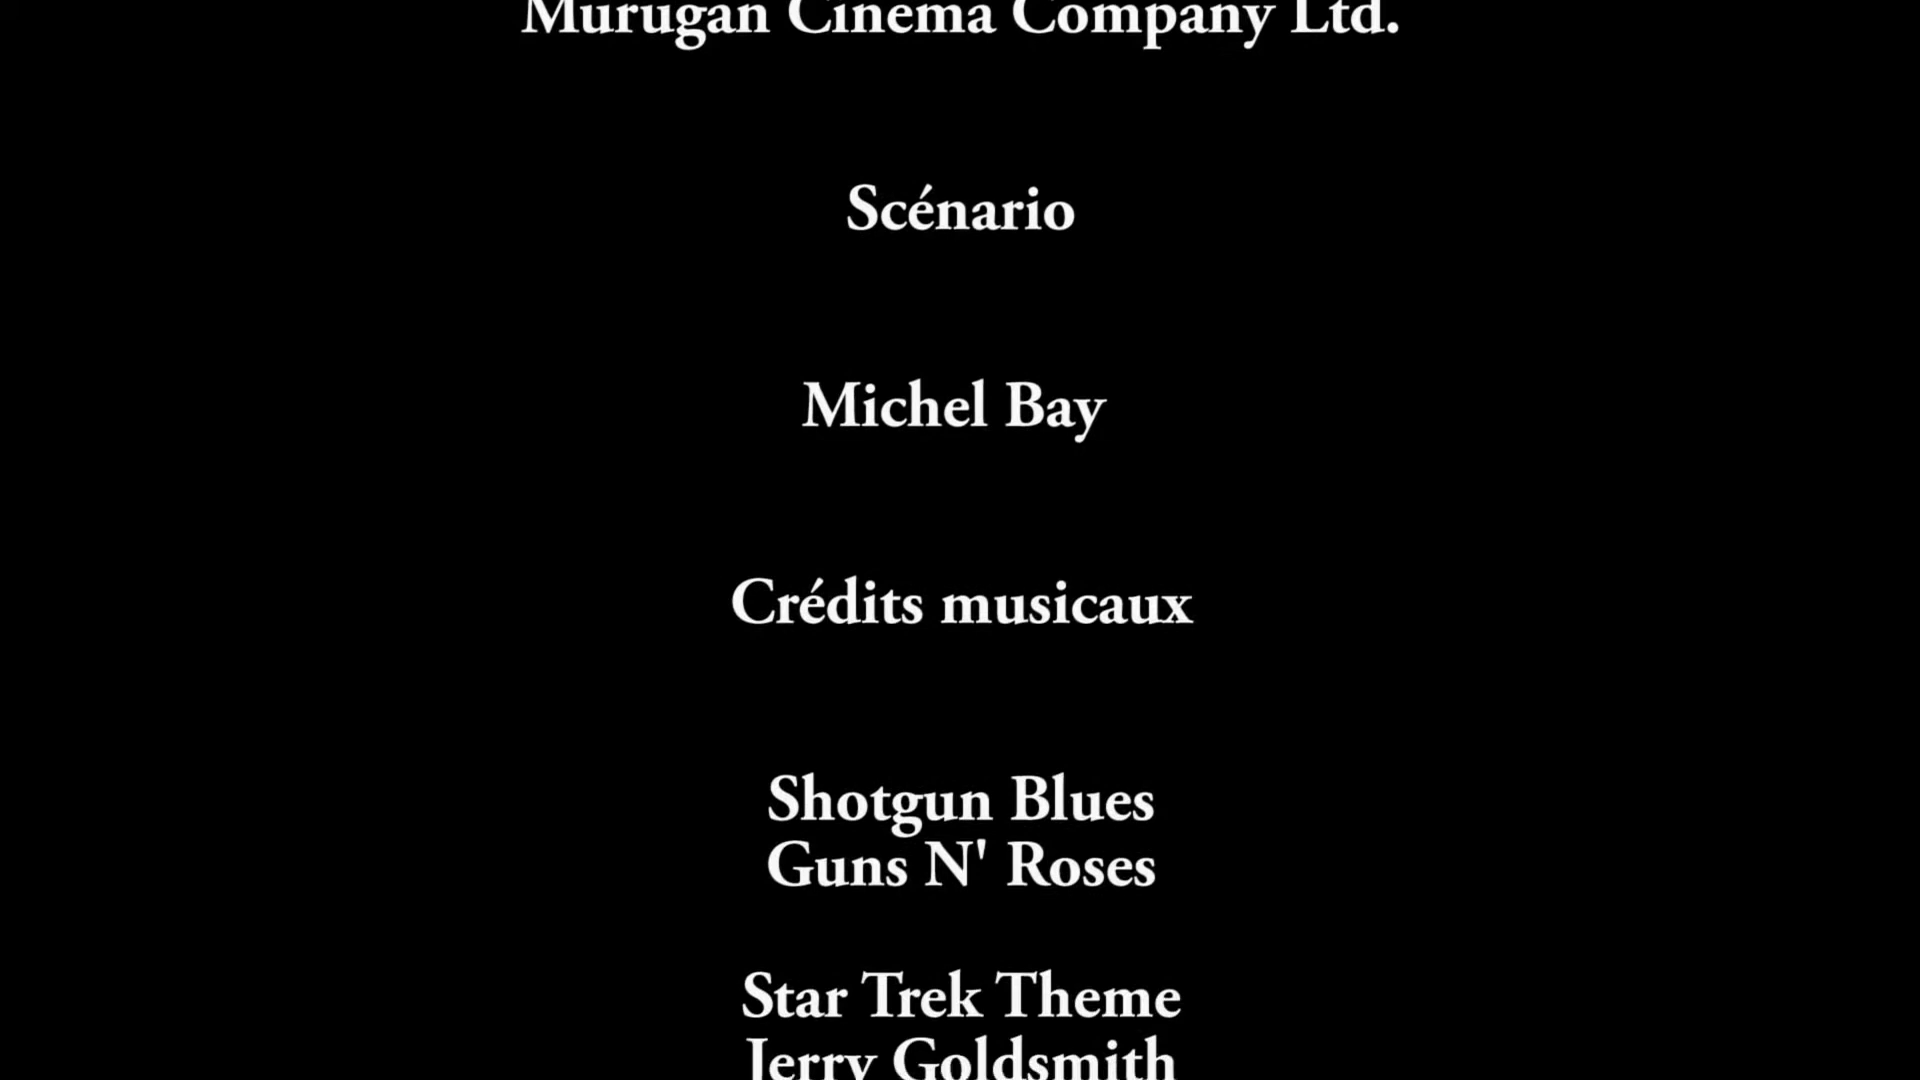 Murugan Cinema Company Ltd.
Scénario
Michel Bay
Crédits musicaux
Shotgun Blues
Guns N' Roses
Star Trek Theme
Jerry Goldsmith